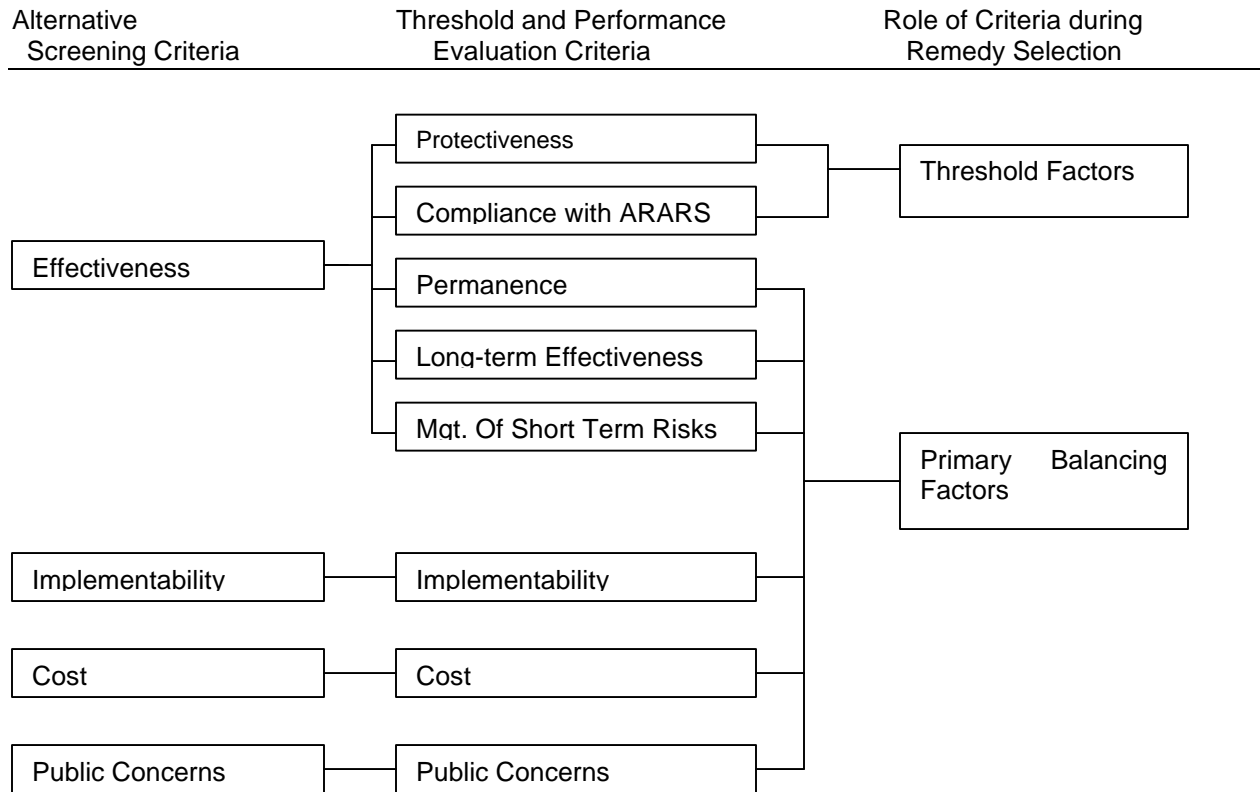 Alternative
Screening Criteria
Threshold and Performance
Evaluation Criteria
Role of Criteria during
Remedy Selection
Protectiveness
Threshold Factors
Compliance with ARARS
Effectiveness
Permanence
Long-term Effectiveness
Mgt. Of Short Term Risks
Primary Balancing
Factors
Implementability
Implementability
Cost
Cost
Public Concerns
Public Concerns